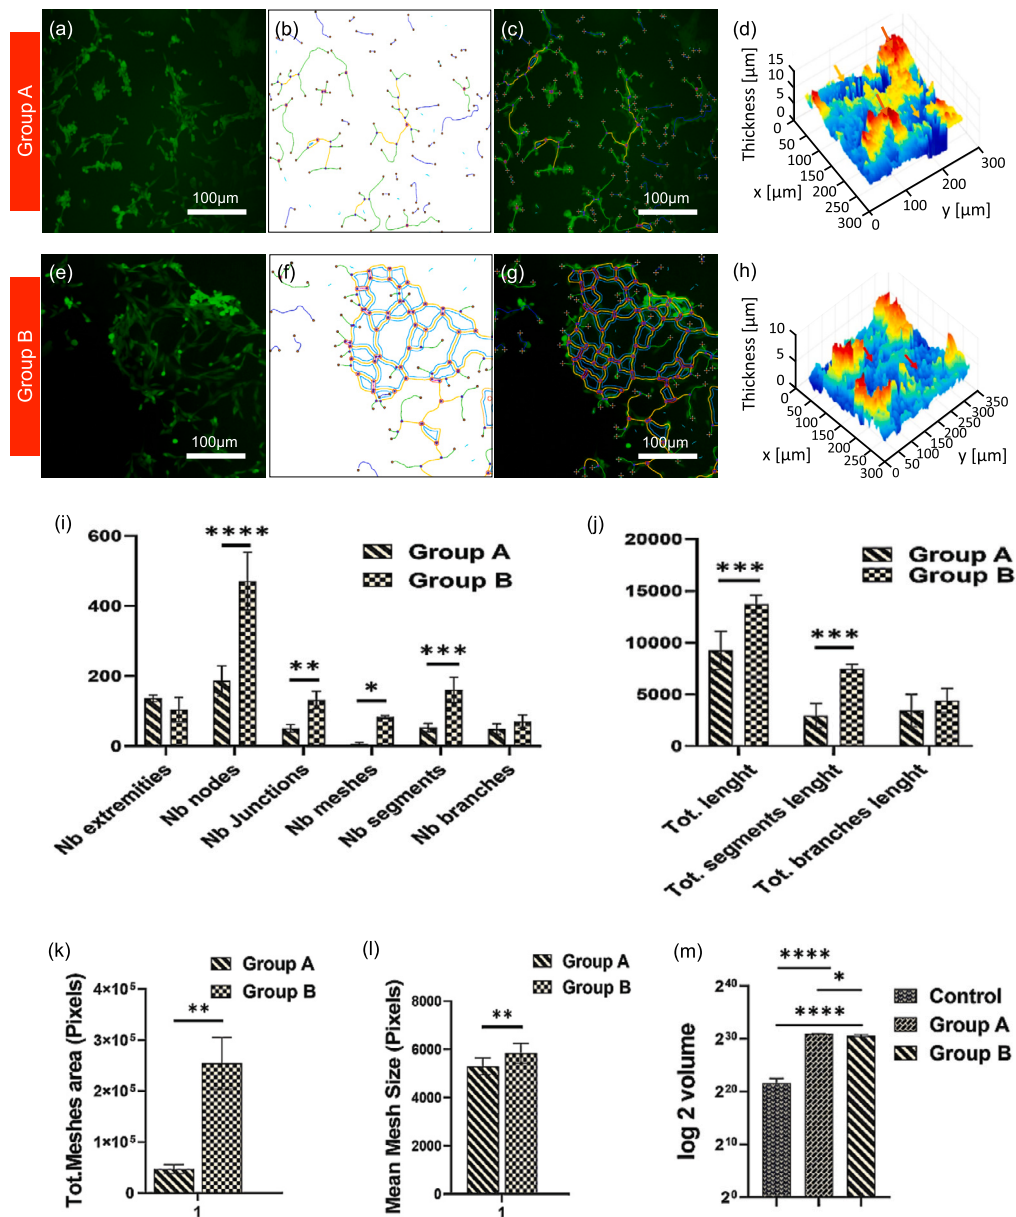 Group A
(a)
100μm
(b)
(c)
100μm
(d)
Thickness [μm]
15
10
5
0
0
50
100
150
200
250
300
x [μm]
0
100
200
300
y [μm]
Group B
(e)
100μm
(f)
(g)
100μm
(h)
Thickness [μm]
10
5
0
0
50
100
150
200
250
300
x [μm]
0
50
100
150
200
250
300
350
y [μm]
(i)
600
400
200
0
****
**
*
***
Group A
Group B
Nb extremities
Nb nodes
Nb Junctions
Nb meshes
Nb segments
Nb branches
(j)
20000
15000
10000
5000
0
***
***
Group A
Group B
Tot. lenght
Tot. segments lenght
Tot. branches lenght
(k)
Group A
Group B
Tot.Meshes area (Pixels)
4×10⁵
3×10⁵
2×10⁵
1×10⁵
0
**
1
(l)
Group A
Group B
Mean Mesh Size (Pixels)
8000
6000
4000
2000
0
**
1
(m)
****
*
****
Control
Group A
Group B
log 2 volume
2⁴⁰
2³⁰
2²⁰
2¹⁰
2⁰